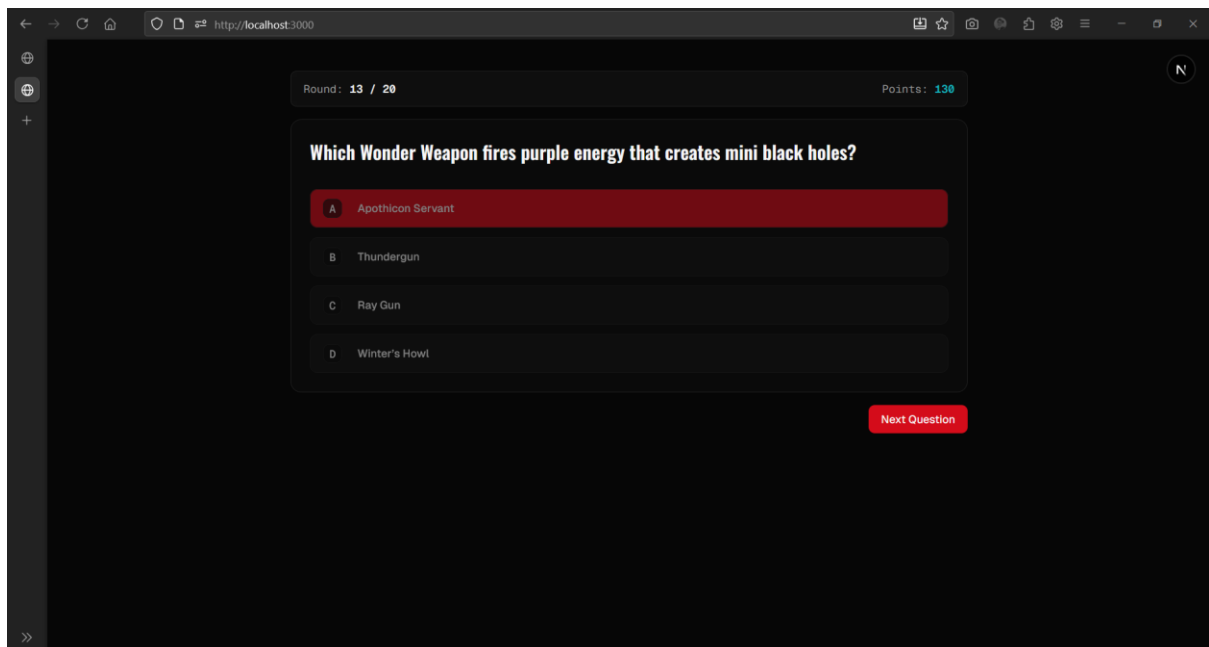 http://localhost:3000
N
Round: 13 / 20
Points: 130
Which Wonder Weapon fires purple energy that creates mini black holes?
A Apothicon Servant
B Thundergun
C Ray Gun
D Winter's Howl
Next Question